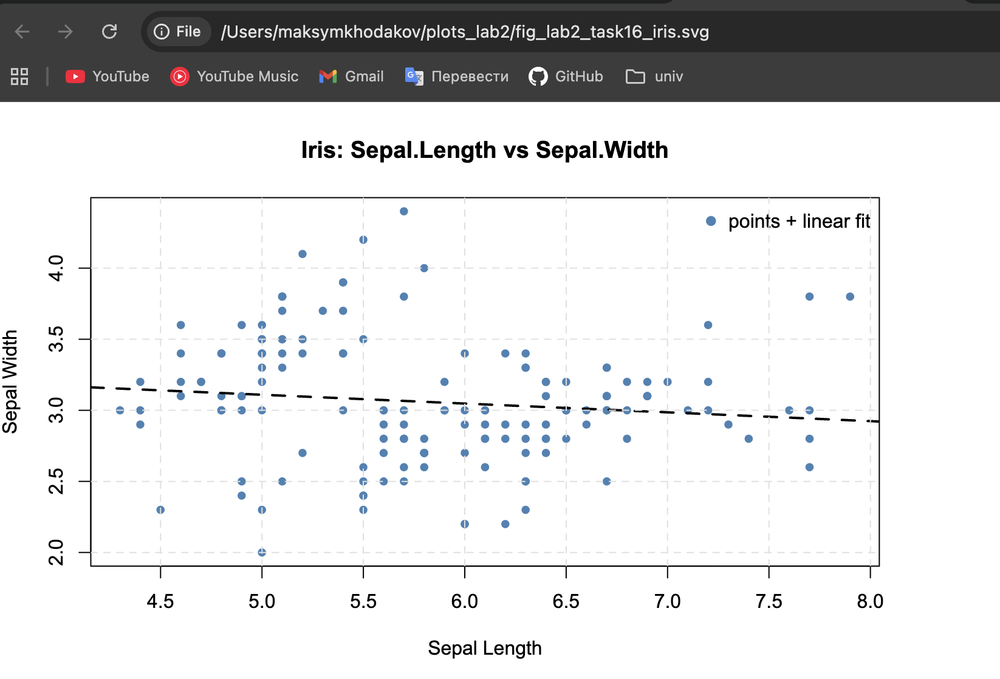 File /Users/maksymkhodakov/plots_lab2/fig_lab2_task16_iris.svg
YouTube YouTube Music Gmail Перевести GitHub univ
Iris: Sepal.Length vs Sepal.Width
points + linear fit
4.0
3.5
3.0
2.5
2.0
Sepal Width
4.5 5.0 5.5 6.0 6.5 7.0 7.5 8.0
Sepal Length